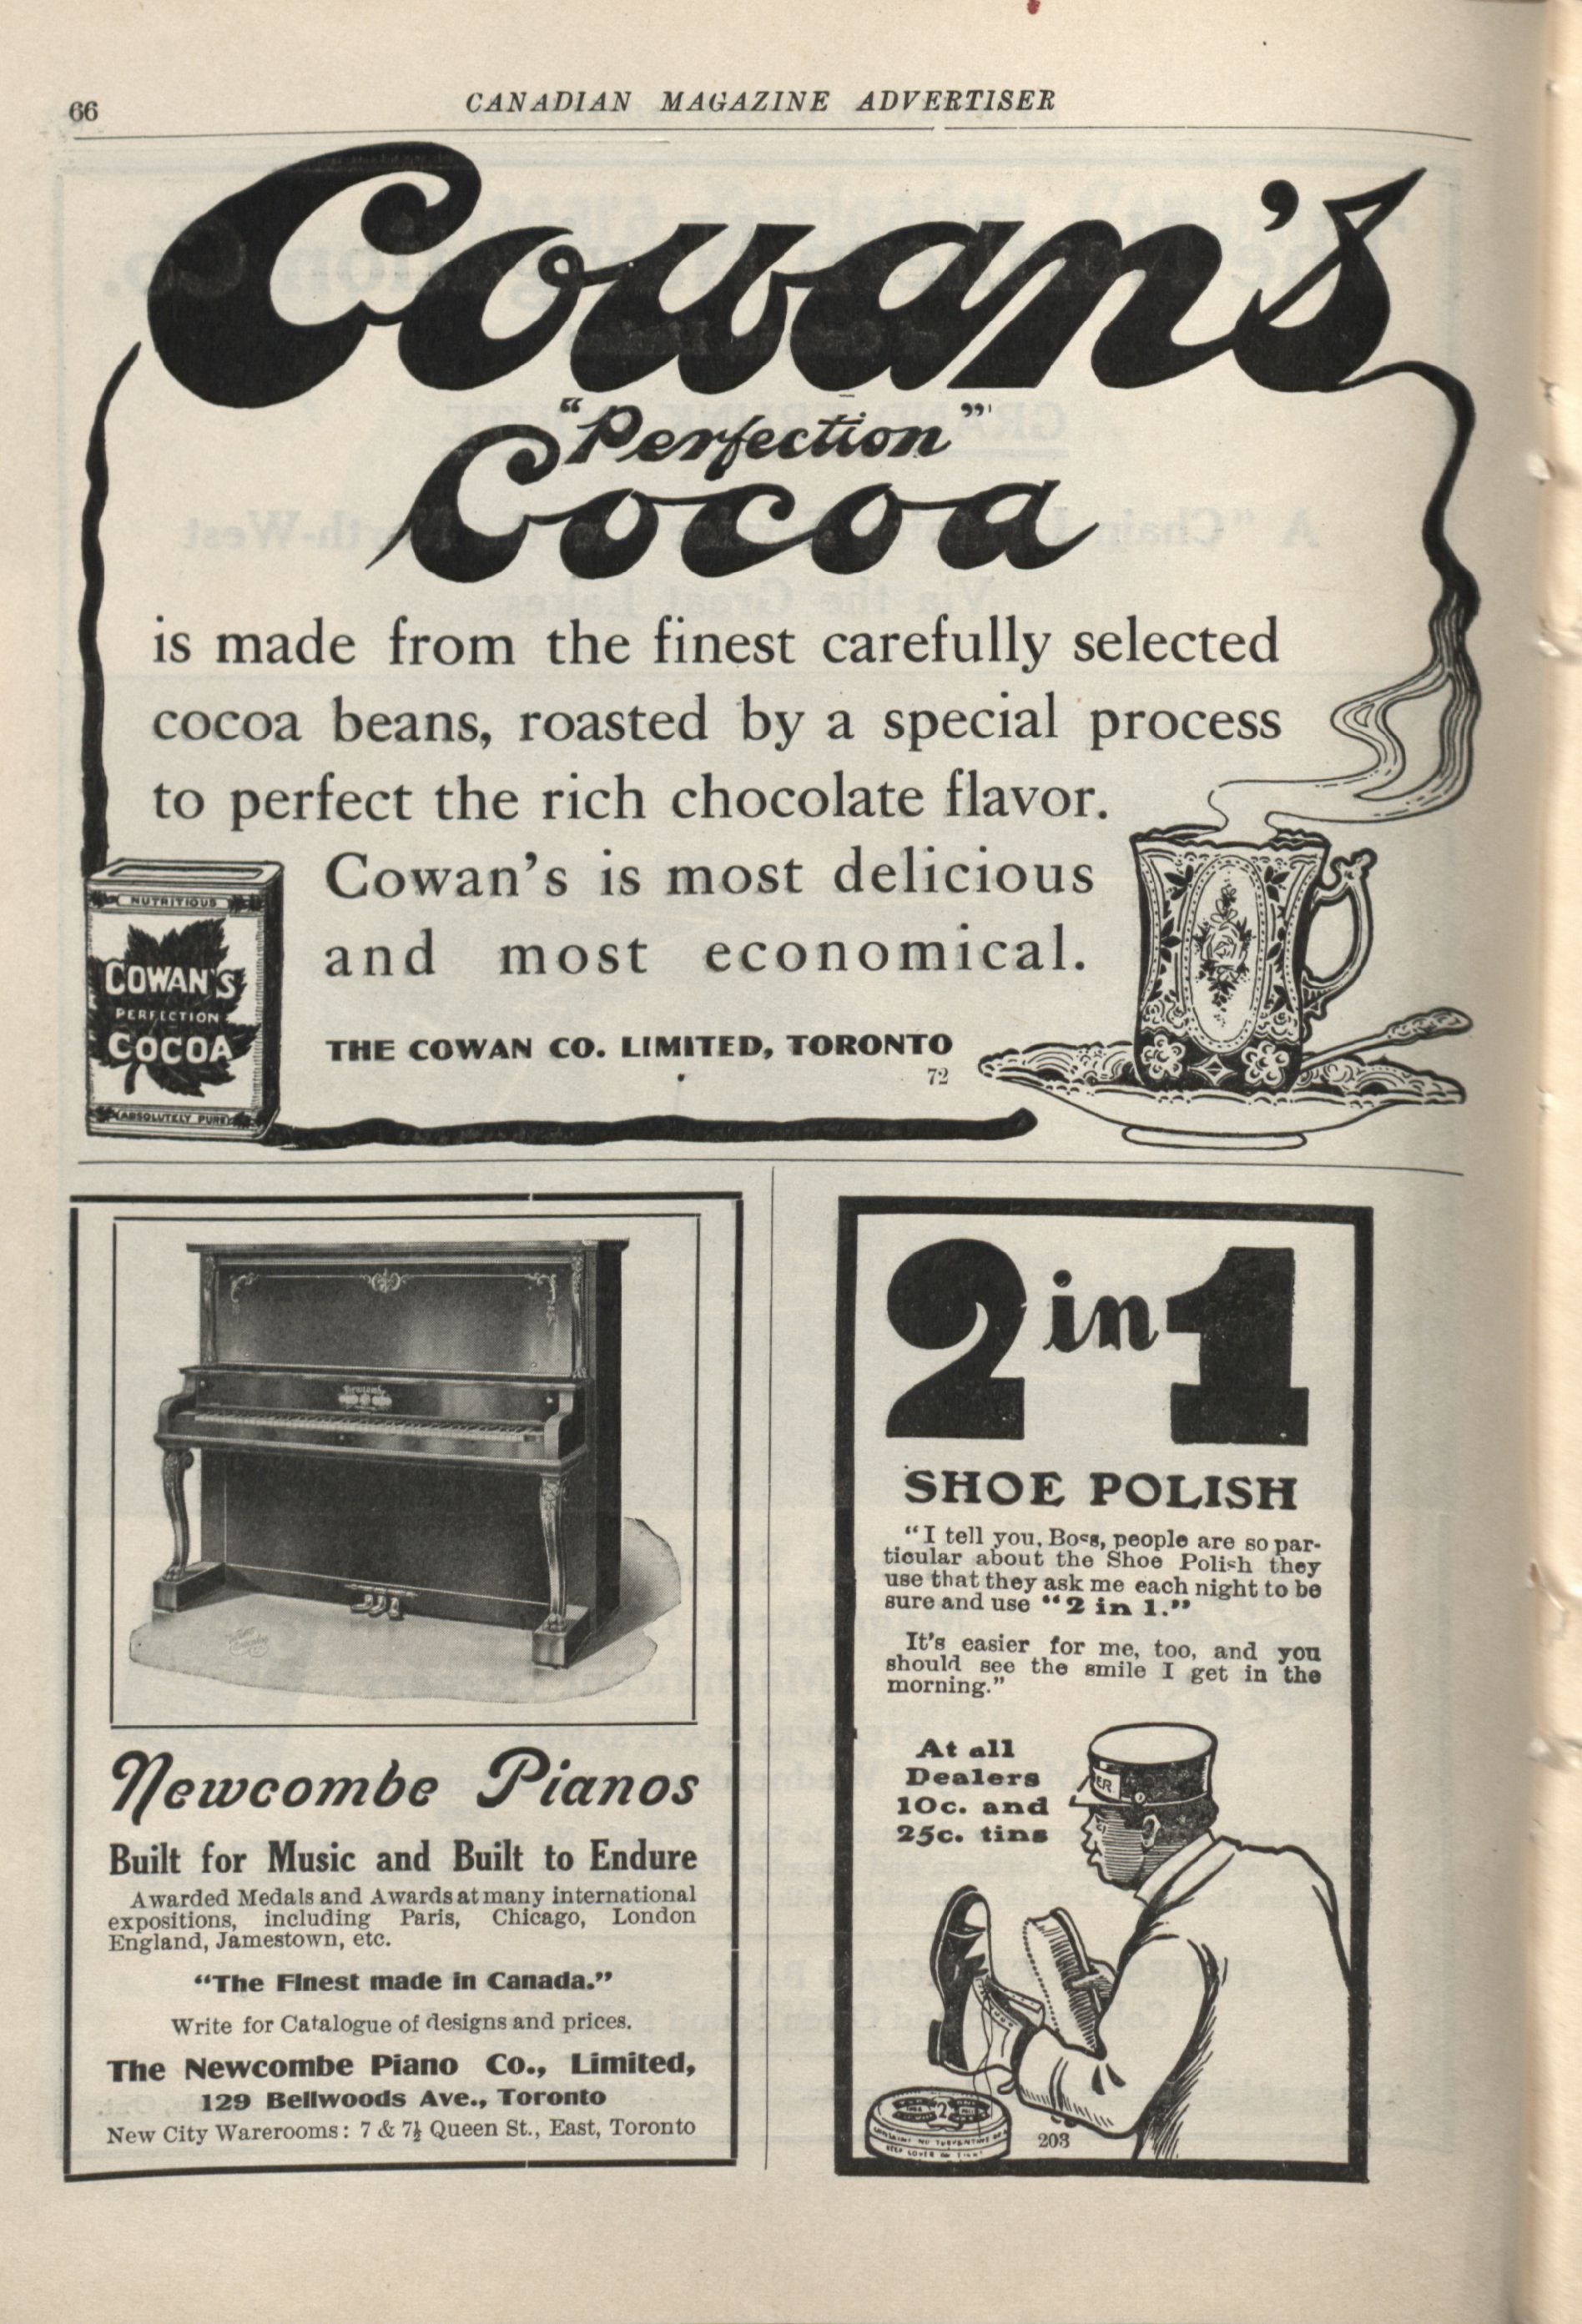 66
CANADIAN MAGAZINE ADVERTISER
Cowan's
"Perfection"
Cocoa
is made from the finest carefully selected
cocoa beans, roasted by a special process
to perfect the rich chocolate flavor.
Cowan's is most delicious
and most economical.
THE COWAN CO. LIMITED, TORONTO
72
NUTRITIOUS
COWAN'S
PERFECTION
COCOA
ABSOLUTELY PURE
Newcombe
Newcombe Pianos
Built for Music and Built to Endure
Awarded Medals and Awards at many international
expositions, including Paris, Chicago, London
England, Jamestown, etc.
"The Finest made in Canada."
Write for Catalogue of designs and prices.
The Newcombe Piano Co., Limited,
129 Bellwoods Ave., Toronto
New City Warerooms: 7 & 7½ Queen St., East, Toronto
2 in 1
SHOE POLISH
"I tell you, Boss, people are so par-
ticular about the Shoe Polish they
use that they ask me each night to be
sure and use "2 in 1."
It's easier for me, too, and you
should see the smile I get in the
morning."
At all
Dealers
10c. and
25c. tins
ER
2
203